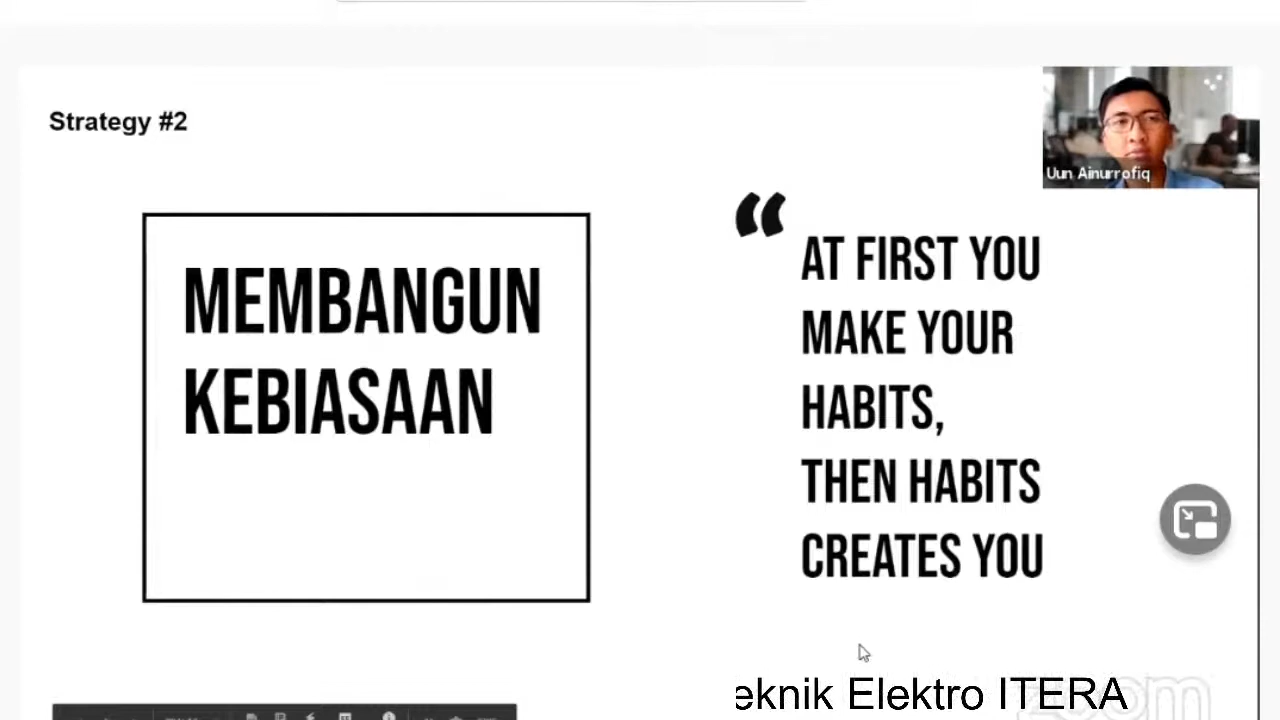 Strategy #2
Uun Ainurrofiq
MEMBANGUN
KEBIASAAN
“
AT FIRST YOU
MAKE YOUR
HABITS,
THEN HABITS
CREATES YOU
eknik Elektro ITERA
zoom